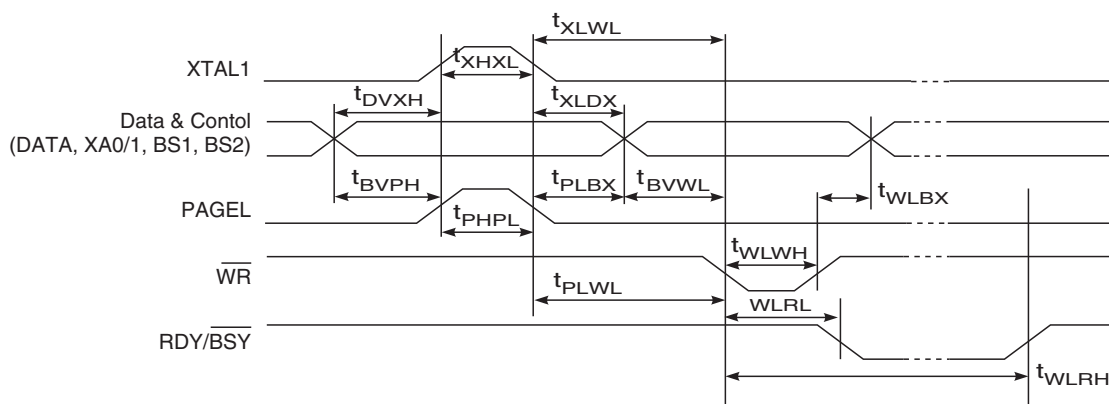 tXLWL
XTAL1
tXHXL
tDVXH
tXLDX
Data & Contol
(DATA, XA0/1, BS1, BS2)
tBVPH
tPLBX
tBVWL
tWLBX
PAGEL
tPHPL
tWLWH
WR
tPLWL
WLRL
RDY/BSY
tWLRH